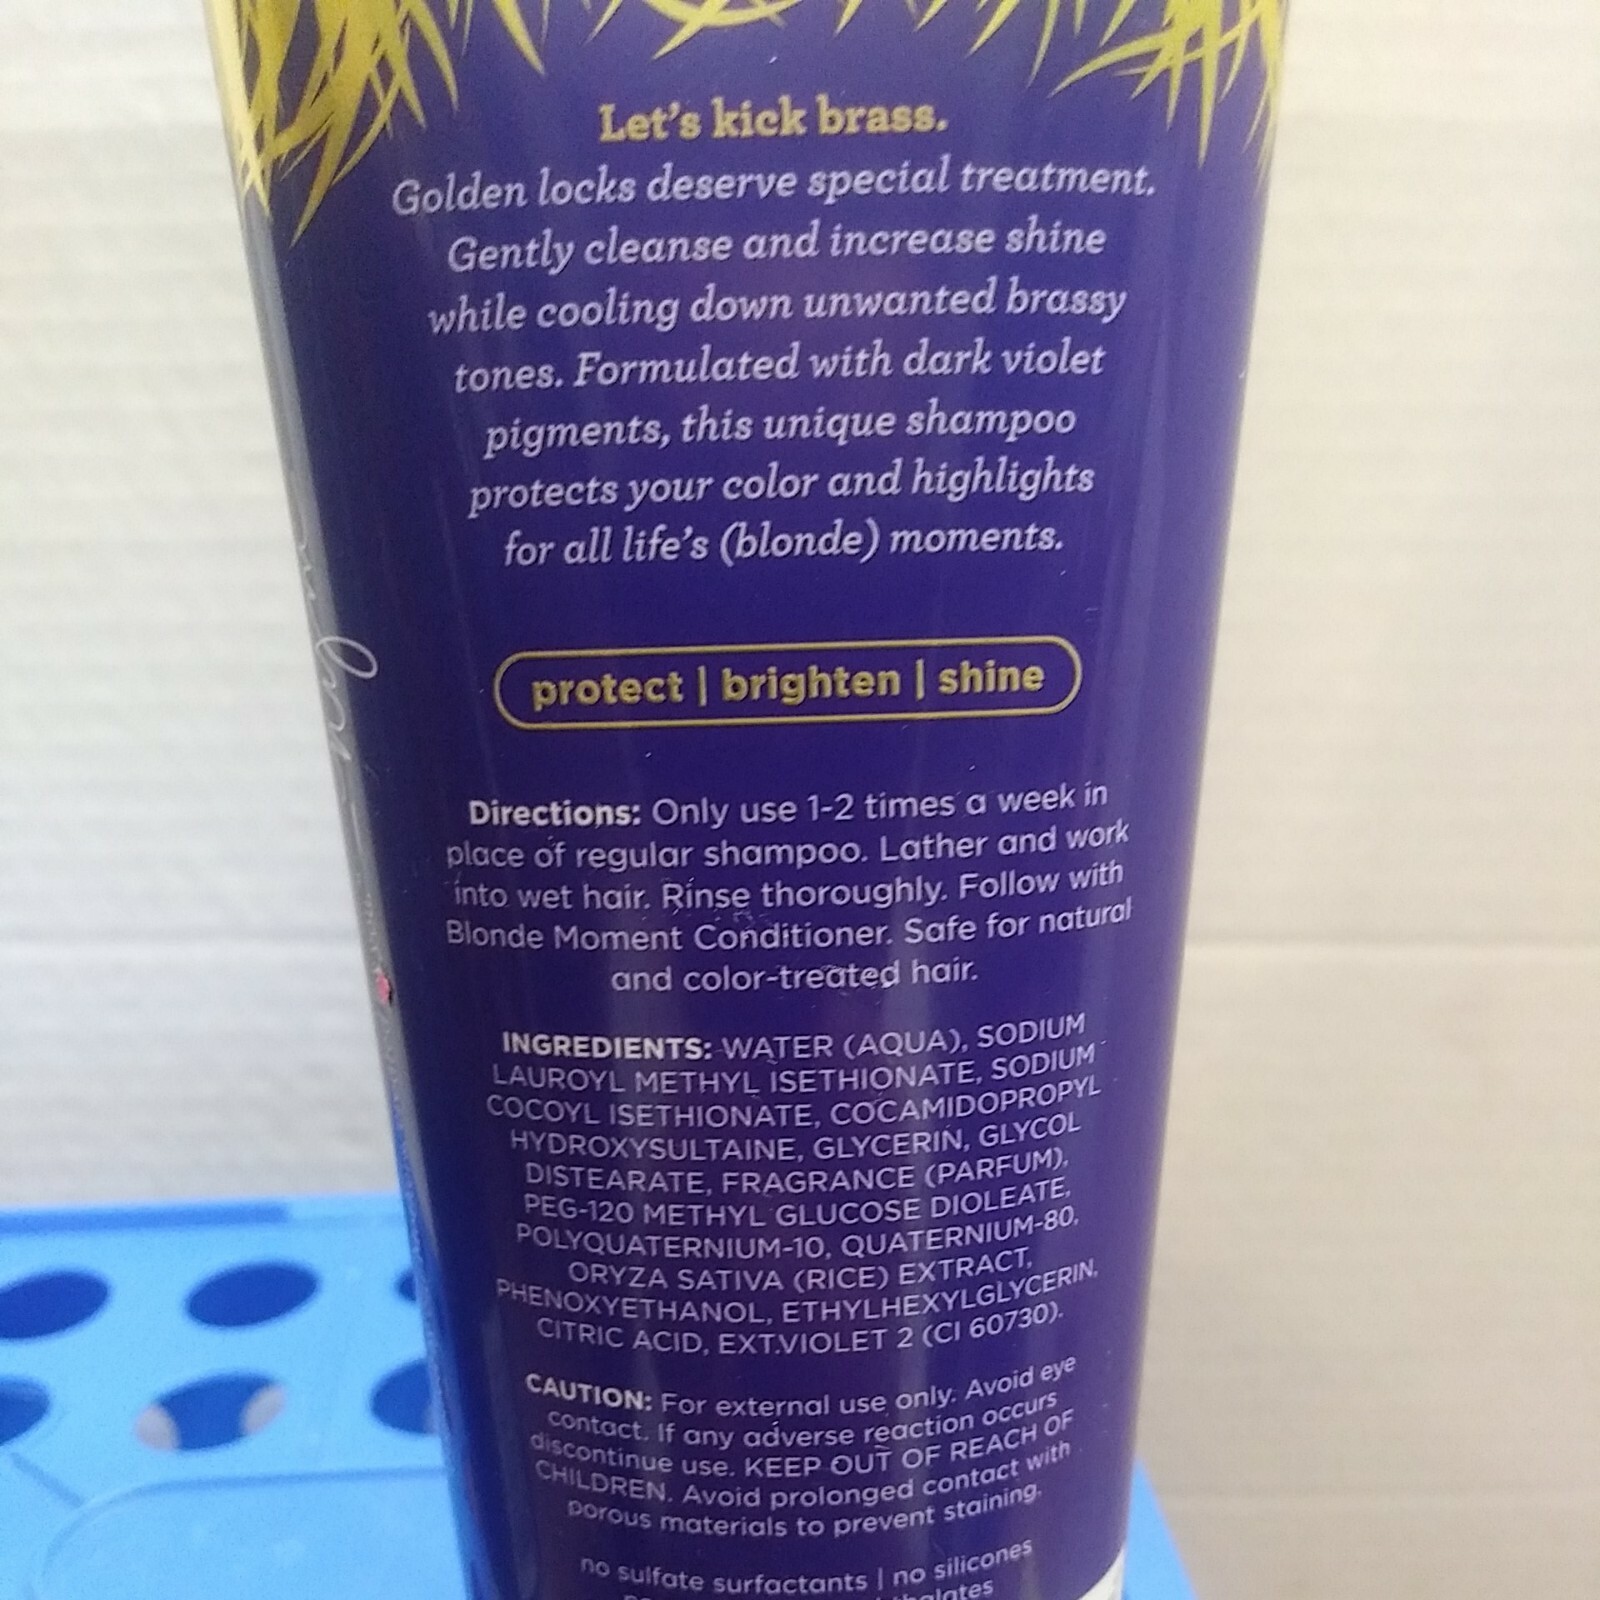 Let's kick brass.
Golden locks deserve special treatment.
Gently cleanse and increase shine
while cooling down unwanted brassy
tones. Formulated with dark violet
pigments, this unique shampoo
protects your color and highlights
for all life's (blonde) moments.
protect | brighten | shine
Directions: Only use 1-2 times a week in
place of regular shampoo. Lather and work
into wet hair. Rinse thoroughly. Follow with
Blonde Moment Conditioner. Safe for natural
and color-treated hair.
INGREDIENTS: WATER (AQUA), SODIUM
LAUROYL METHYL ISETHIONATE, SODIUM
COCOYL ISETHIONATE, COCAMIDOPROPYL
HYDROXYSULTAINE, GLYCERIN, GLYCOL
DISTEARATE, FRAGRANCE (PARFUM),
PEG-120 METHYL GLUCOSE DIOLEATE,
POLYQUATERNIUM-10, QUATERNIUM-80,
ORYZA SATIVA (RICE) EXTRACT,
PHENOXYETHANOL, ETHYLHEXYLGLYCERIN,
CITRIC ACID, EXT.VIOLET 2 (CI 60730).
CAUTION: For external use only. Avoid eye
contact. If any adverse reaction occurs
discontinue use. KEEP OUT OF REACH OF
CHILDREN. Avoid prolonged contact with
porous materials to prevent staining.
no sulfate surfactants | no silicones